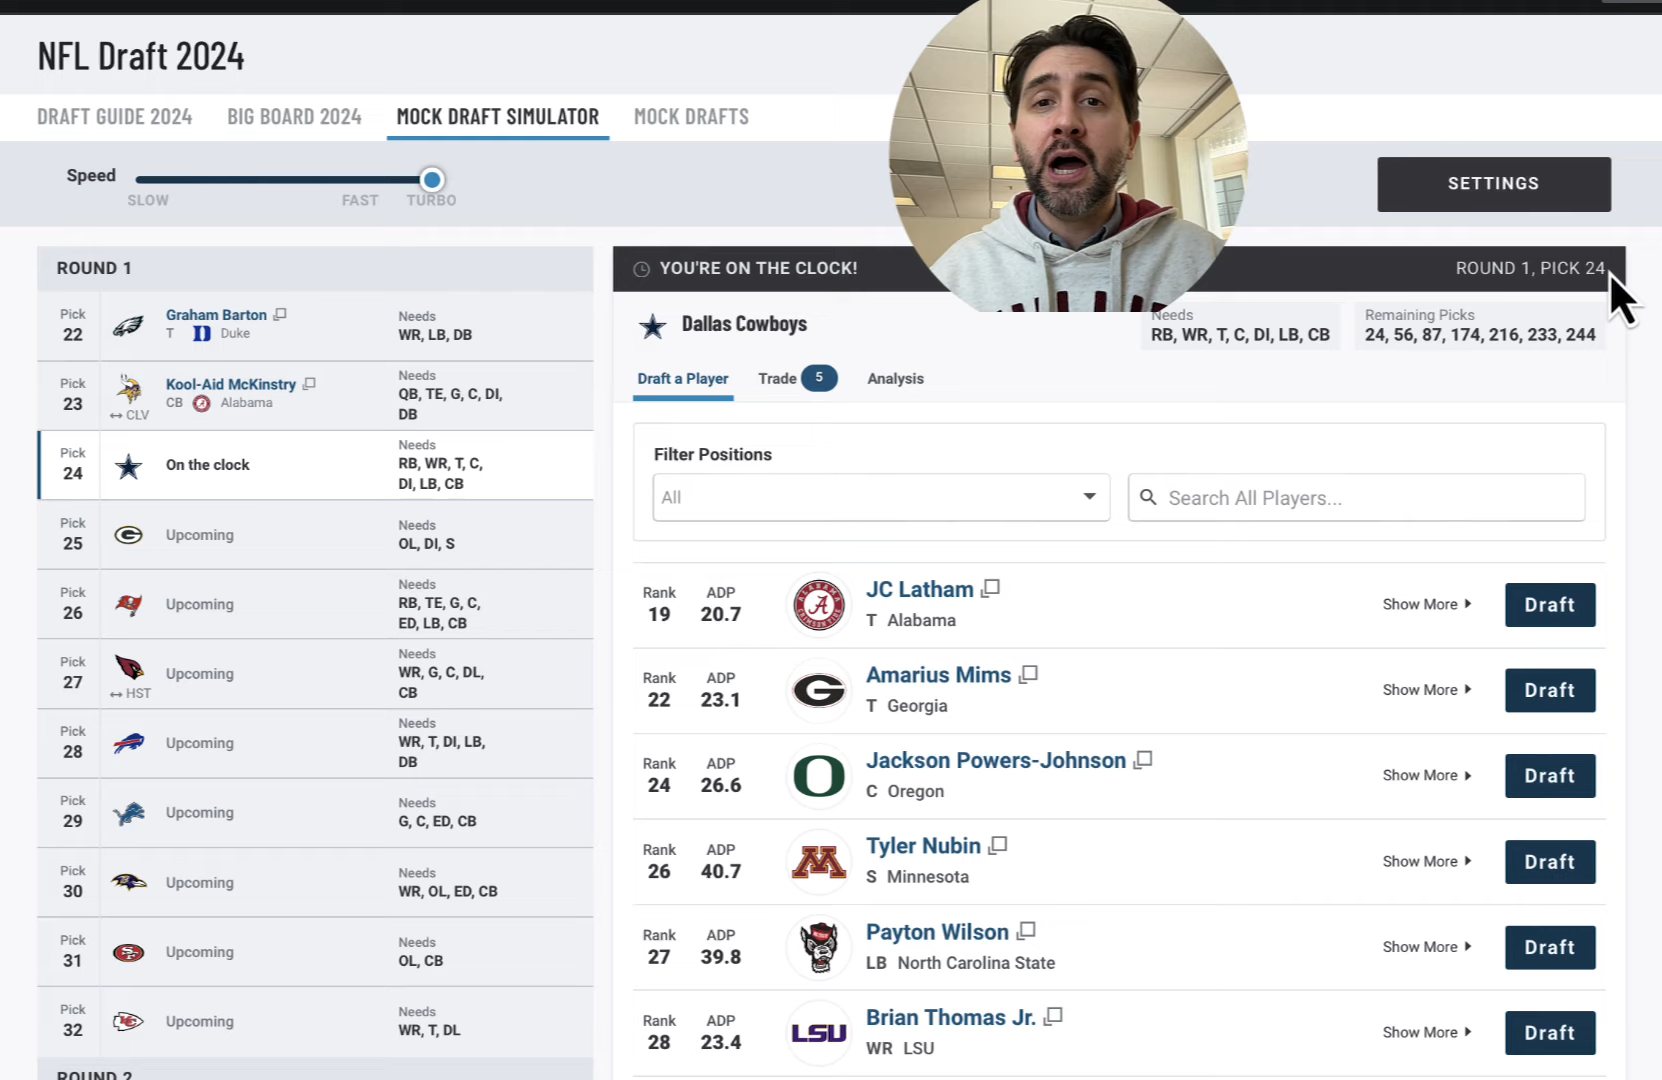 NFL Draft 2024
DRAFT GUIDE 2024 BIG BOARD 2024 MOCK DRAFT SIMULATOR MOCK DRAFTS
Speed
SLOW FAST TURBO
SETTINGS
ROUND 1
Pick
22
Graham Barton
T Duke
Needs
WR, LB, DB
Pick
23
↔ CLV
Kool-Aid McKinstry
CB Alabama
Needs
QB, TE, G, C, DI,
DB
Pick
24
On the clock
Needs
RB, WR, T, C,
DI, LB, CB
Pick
25
Upcoming
Needs
OL, DI, S
Pick
26
Upcoming
Needs
RB, TE, G, C,
ED, LB, CB
Pick
27
↔ HST
Upcoming
Needs
WR, G, C, DL,
CB
Pick
28
Upcoming
Needs
WR, T, DI, LB,
DB
Pick
29
Upcoming
Needs
G, C, ED, CB
Pick
30
Upcoming
Needs
WR, OL, ED, CB
Pick
31
Upcoming
Needs
OL, CB
Pick
32
Upcoming
Needs
WR, T, DL
ROUND 2
YOU'RE ON THE CLOCK!
ROUND 1, PICK 24
Dallas Cowboys
Needs
RB, WR, T, C, DI, LB, CB
Remaining Picks
24, 56, 87, 174, 216, 233, 244
Draft a Player Trade 5 Analysis
Filter Positions
All
Search All Players...
Rank
19
ADP
20.7
JC Latham
T Alabama
Show More
Draft
Rank
22
ADP
23.1
Amarius Mims
T Georgia
Show More
Draft
Rank
24
ADP
26.6
Jackson Powers-Johnson
C Oregon
Show More
Draft
Rank
26
ADP
40.7
Tyler Nubin
S Minnesota
Show More
Draft
Rank
27
ADP
39.8
Payton Wilson
LB North Carolina State
Show More
Draft
Rank
28
ADP
23.4
LSU
Brian Thomas Jr.
WR LSU
Show More
Draft